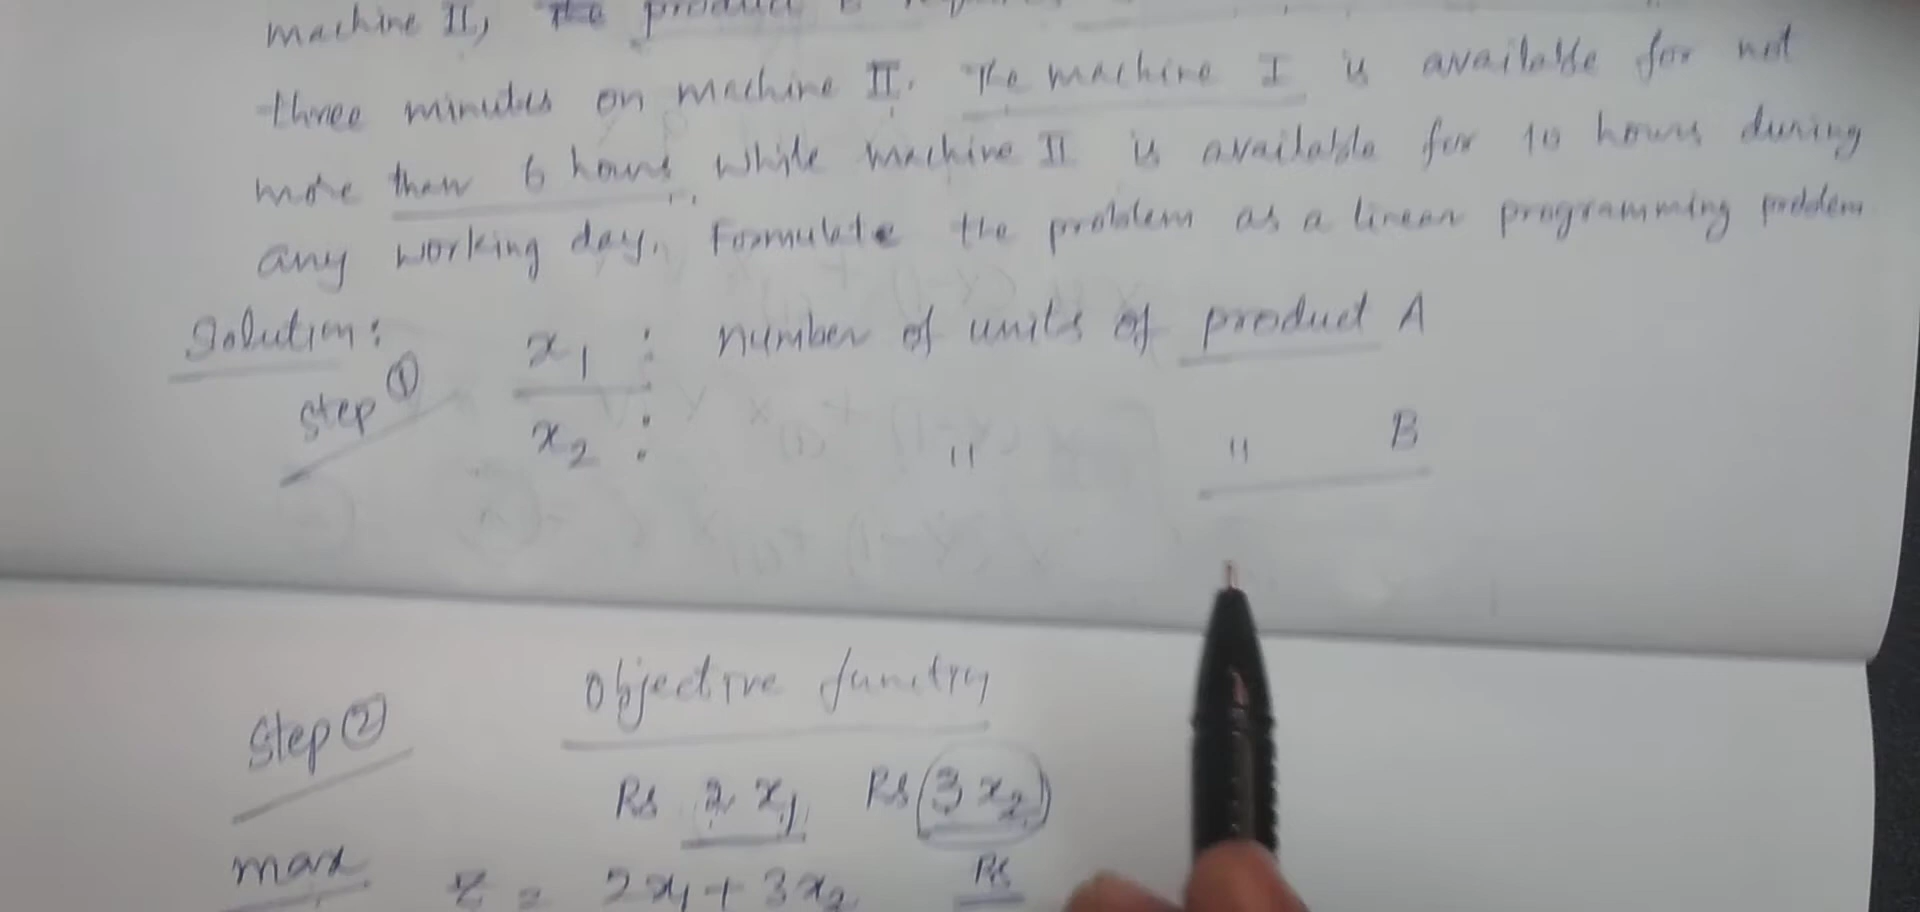 machine II, the product B requires
three minutes on machine II. The machine I is available for not
more than 6 hours while machine II is available for 10 hours during
any working day. Formulate the problem as a linear programming problem
Solution:
Step ① x₁ : number of units of product A
x₂ : 〃 〃 B
Step ② Objective function
Rs 2x₁ Rs (3x₂)
max z = 2x₁ + 3x₂ Rs